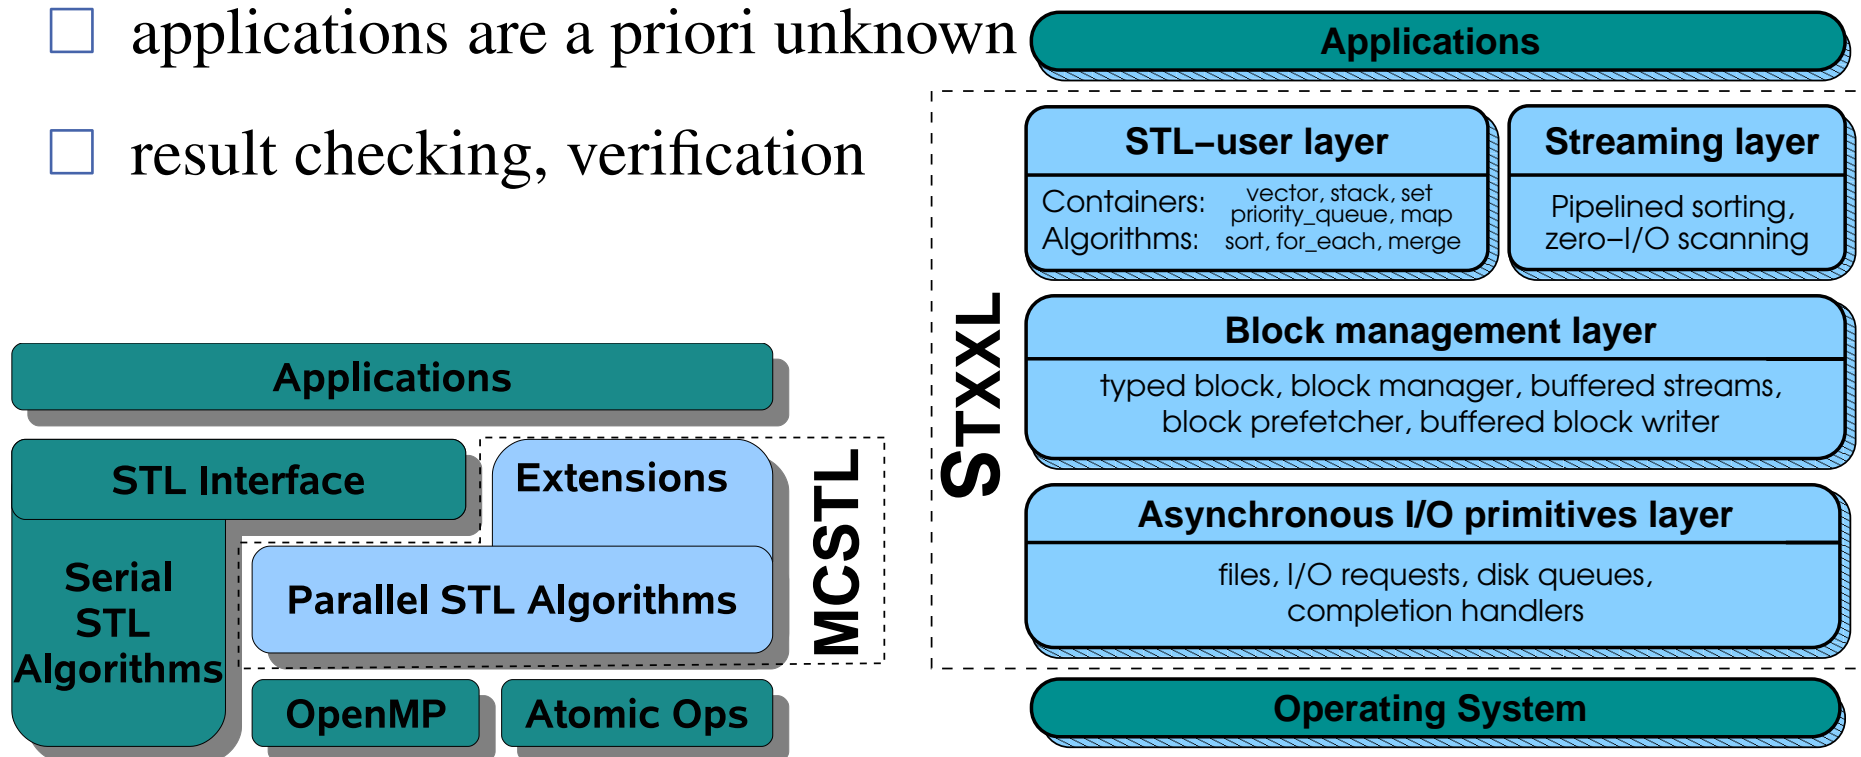 applications are a priori unknown
result checking, verification
Applications
STL Interface
Extensions
Serial
STL
Algorithms
Parallel STL Algorithms
MCSTL
OpenMP
Atomic Ops
Applications
STXXL
STL–user layer
Containers: vector, stack, set
priority_queue, map
Algorithms: sort, for_each, merge
Streaming layer
Pipelined sorting,
zero–I/O scanning
Block management layer
typed block, block manager, buffered streams,
block prefetcher, buffered block writer
Asynchronous I/O primitives layer
files, I/O requests, disk queues,
completion handlers
Operating System